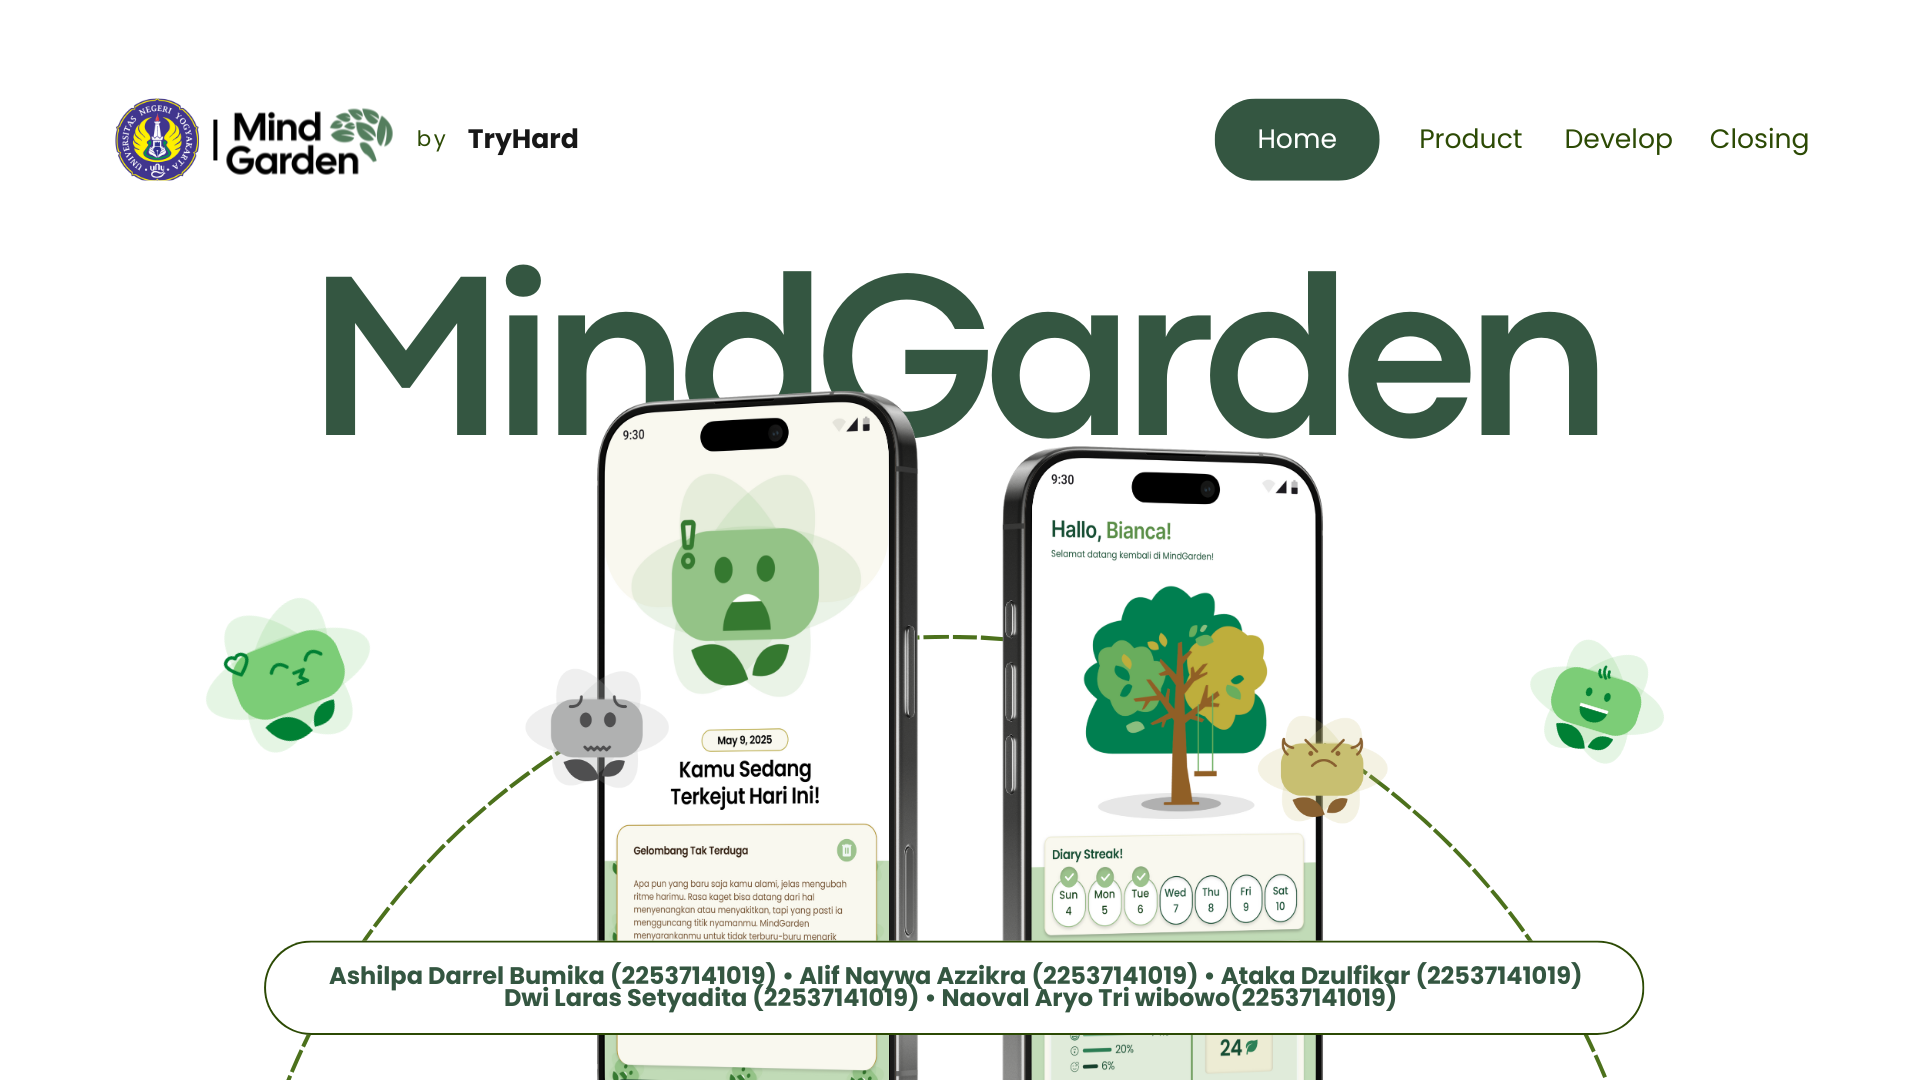 UNIVERSITAS NEGERI YOGYAKARTA
Mind
Garden
by TryHard
Home
Product
Develop
Closing
MindGarden
9:30
May 9, 2025
Kamu Sedang
Terkejut Hari Ini!
Gelombang Tak Terduga
Apa pun yang baru saja kamu alami, jelas mengubah
ritme harimu. Rasa kaget bisa datang dari hal
menyenangkan atau menyakitkan, tapi yang pasti ia
mengguncang titik nyamanmu. MindGarden
menyarankanmu untuk tidak terburu-buru menarik
9:30
Hallo, Bianca!
Selamat datang kembali di MindGarden!
Diary Streak!
Sun Mon Tue Wed Thu Fri Sat
4 5 6 7 8 9 10
Ashilpa Darrel Bumika (22537141019) • Alif Naywa Azzikra (22537141019) • Ataka Dzulfikar (22537141019)
Dwi Laras Setyadita (22537141019) • Naoval Aryo Tri wibowo(22537141019)
20%
6%
24